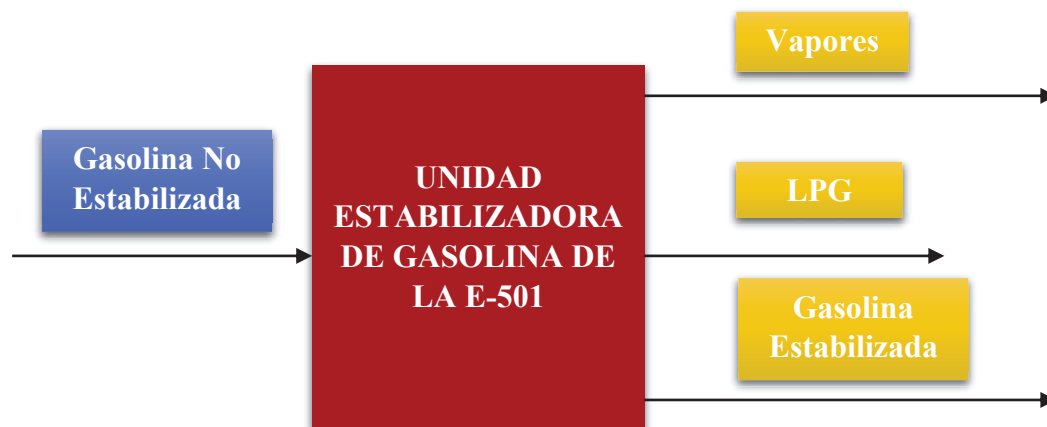 Gasolina No
Estabilizada
UNIDAD
ESTABILIZADORA
DE GASOLINA DE
LA E-501
Vapores
LPG
Gasolina
Estabilizada